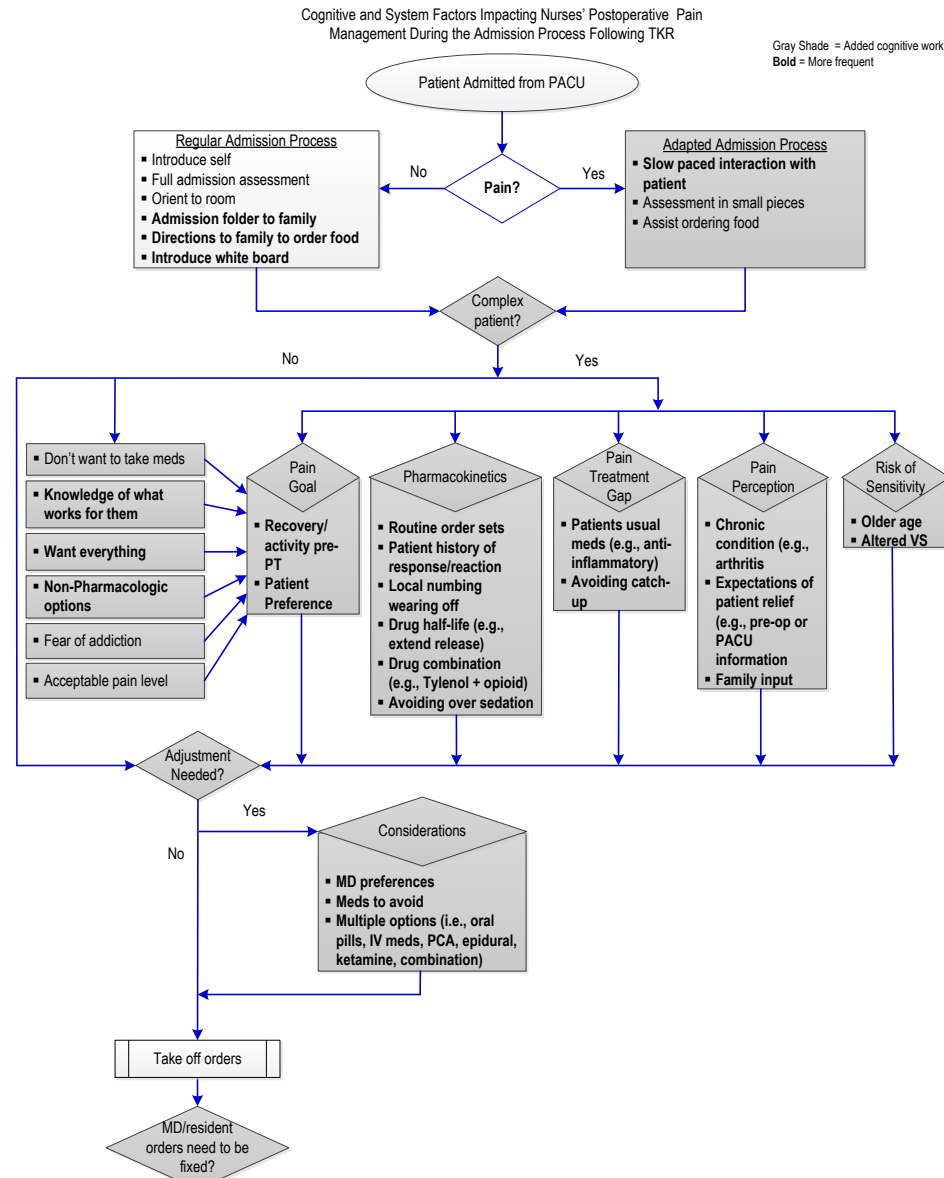 Cognitive and System Factors Impacting Nurses' Postoperative Pain
Management During the Admission Process Following TKR
Gray Shade = Added cognitive work
Bold = More frequent
Patient Admitted from PACU
Regular Admission Process
▪ Introduce self
▪ Full admission assessment
▪ Orient to room
▪ Admission folder to family
▪ Directions to family to order food
▪ Introduce white board
No
Pain?
Yes
Adapted Admission Process
▪ Slow paced interaction with
patient
▪ Assessment in small pieces
▪ Assist ordering food
Complex
patient?
No
Yes
▪ Don't want to take meds
▪ Knowledge of what
works for them
▪ Want everything
▪ Non-Pharmacologic
options
▪ Fear of addiction
▪ Acceptable pain level
Pain
Goal
▪ Recovery/
activity pre-
PT
▪ Patient
Preference
Pharmacokinetics
▪ Routine order sets
▪ Patient history of
response/reaction
▪ Local numbing
wearing off
▪ Drug half-life (e.g.,
extend release)
▪ Drug combination
(e.g., Tylenol + opioid)
▪ Avoiding over sedation
Pain
Treatment
Gap
▪ Patients usual
meds (e.g., anti-
inflammatory)
▪ Avoiding catch-
up
Pain
Perception
▪ Chronic
condition (e.g.,
arthritis
▪ Expectations of
patient relief
(e.g., pre-op or
PACU
information
▪ Family input
Risk of
Sensitivity
▪ Older age
▪ Altered VS
Adjustment
Needed?
Yes
No
Considerations
▪ MD preferences
▪ Meds to avoid
▪ Multiple options (i.e., oral
pills, IV meds, PCA, epidural,
ketamine, combination)
Take off orders
MD/resident
orders need to be
fixed?